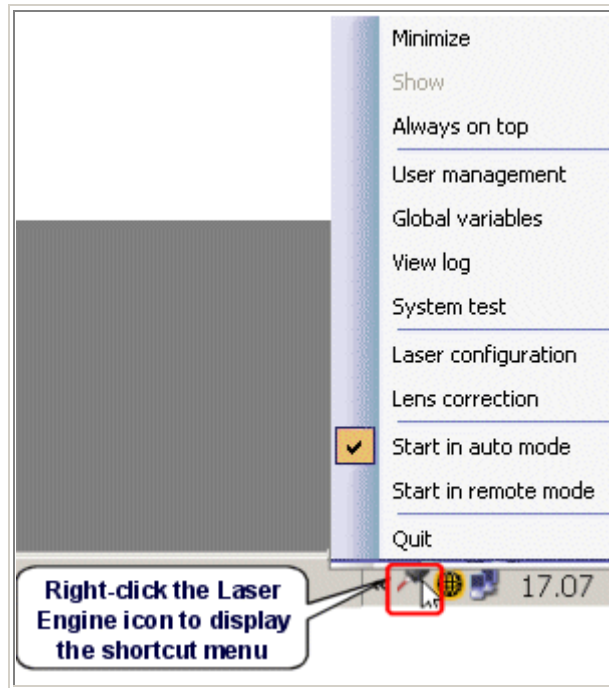 Minimize
Show
Always on top
User management
Global variables
View log
System test
Laser configuration
Lens correction
Start in auto mode
Start in remote mode
Quit
Right-click the Laser
Engine icon to display
the shortcut menu
17.07